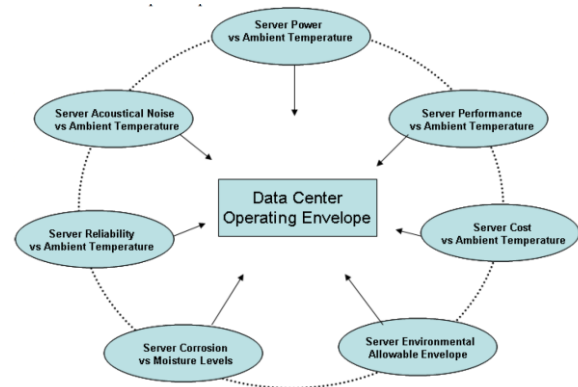 Server Power
vs Ambient Temperature
Server Acoustical Noise
vs Ambient Temperature
Server Performance
vs Ambient Temperature
Data Center
Operating Envelope
Server Reliability
vs Ambient Temperature
Server Cost
vs Ambient Temperature
Server Corrosion
vs Moisture Levels
Server Environmental
Allowable Envelope